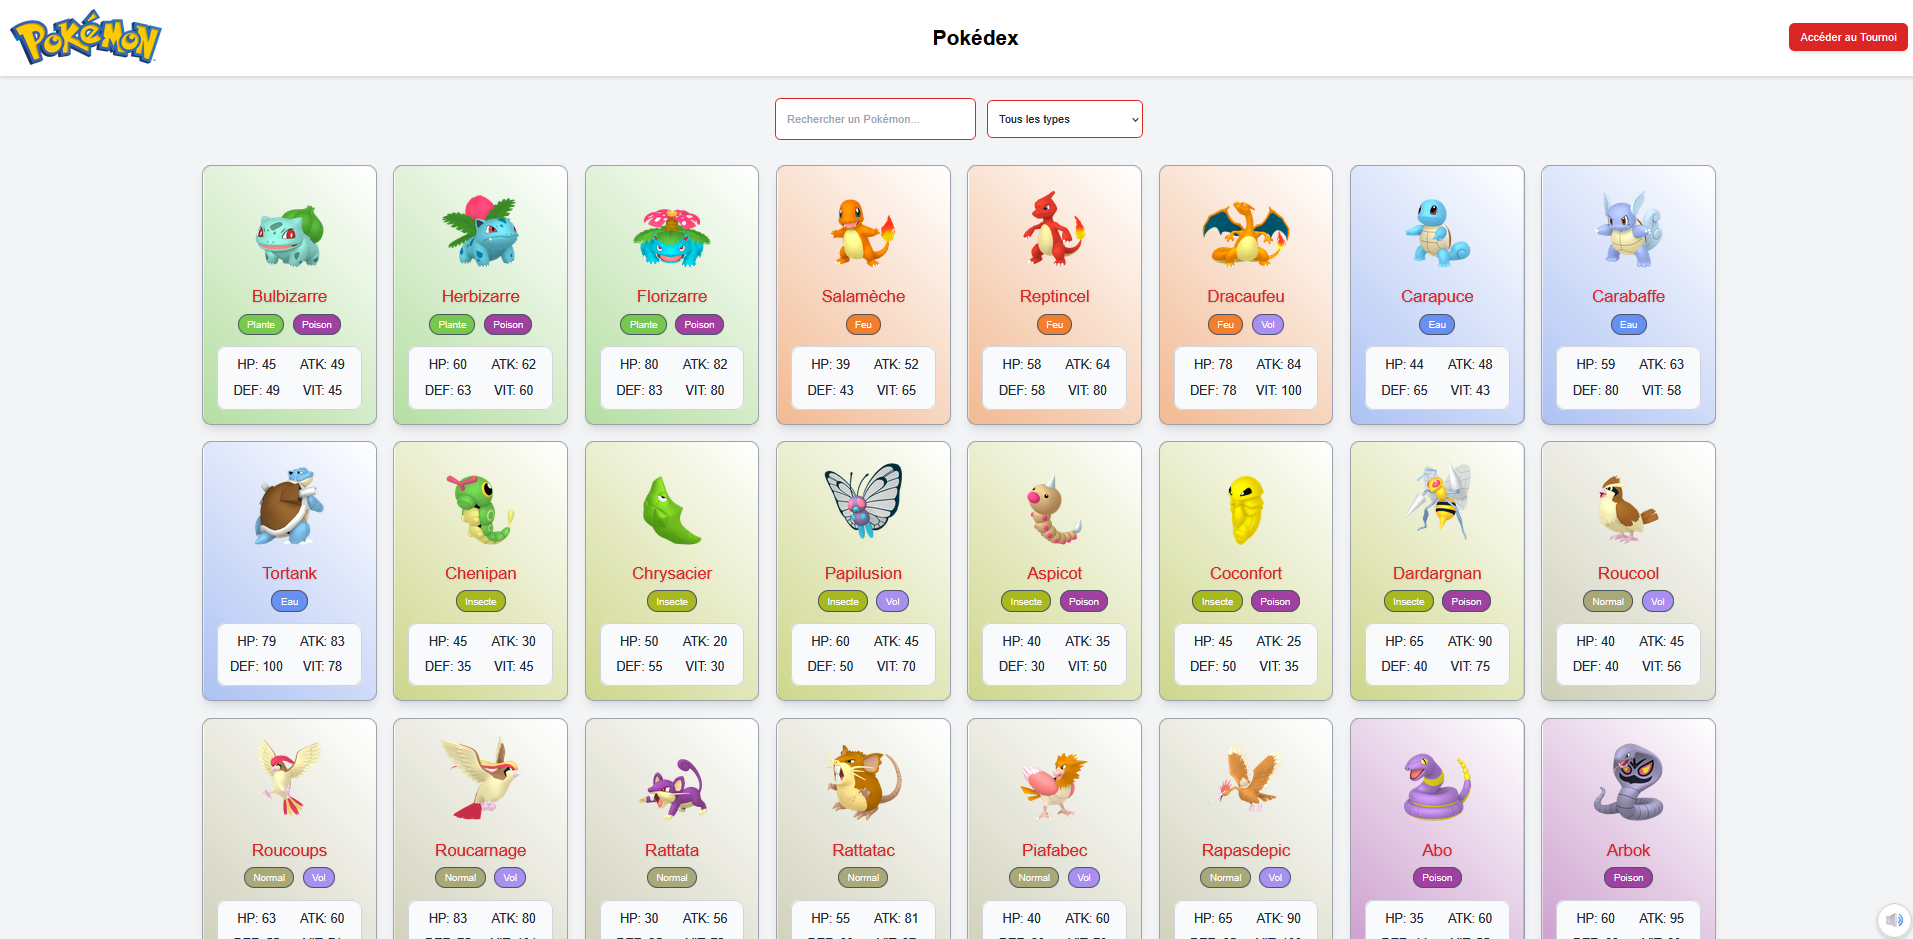 POKéMON
Pokédex
Accéder au Tournoi
Rechercher un Pokémon...
Tous les types
Bulbizarre
Plante Poison
HP: 45 ATK: 49
DEF: 49 VIT: 45
Herbizarre
Plante Poison
HP: 60 ATK: 62
DEF: 63 VIT: 60
Florizarre
Plante Poison
HP: 80 ATK: 82
DEF: 83 VIT: 80
Salamèche
Feu
HP: 39 ATK: 52
DEF: 43 VIT: 65
Reptincel
Feu
HP: 58 ATK: 64
DEF: 58 VIT: 80
Dracaufeu
Feu Vol
HP: 78 ATK: 84
DEF: 78 VIT: 100
Carapuce
Eau
HP: 44 ATK: 48
DEF: 65 VIT: 43
Carabaffe
Eau
HP: 59 ATK: 63
DEF: 80 VIT: 58
Tortank
Eau
HP: 79 ATK: 83
DEF: 100 VIT: 78
Chenipan
Insecte
HP: 45 ATK: 30
DEF: 35 VIT: 45
Chrysacier
Insecte
HP: 50 ATK: 20
DEF: 55 VIT: 30
Papilusion
Insecte Vol
HP: 60 ATK: 45
DEF: 50 VIT: 70
Aspicot
Insecte Poison
HP: 40 ATK: 35
DEF: 30 VIT: 50
Coconfort
Insecte Poison
HP: 45 ATK: 25
DEF: 50 VIT: 35
Dardargnan
Insecte Poison
HP: 65 ATK: 90
DEF: 40 VIT: 75
Roucool
Normal Vol
HP: 40 ATK: 45
DEF: 40 VIT: 56
Roucoups
Normal Vol
HP: 63 ATK: 60
Roucarnage
Normal Vol
HP: 83 ATK: 80
Rattata
Normal
HP: 30 ATK: 56
Rattatac
Normal
HP: 55 ATK: 81
Piafabec
Normal Vol
HP: 40 ATK: 60
Rapasdepic
Normal Vol
HP: 65 ATK: 90
Abo
Poison
HP: 35 ATK: 60
Arbok
Poison
HP: 60 ATK: 95